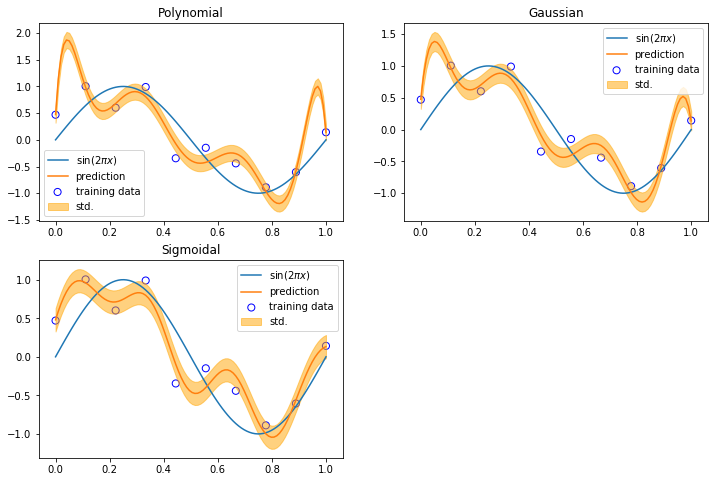 Polynomial
2.0
1.5
1.0
0.5
0.0
−0.5
−1.0
−1.5
0.0 0.2 0.4 0.6 0.8 1.0
sin(2πx)
prediction
training data
std.
Gaussian
1.5
1.0
0.5
0.0
−0.5
−1.0
0.0 0.2 0.4 0.6 0.8 1.0
sin(2πx)
prediction
training data
std.
Sigmoidal
1.0
0.5
0.0
−0.5
−1.0
0.0 0.2 0.4 0.6 0.8 1.0
sin(2πx)
prediction
training data
std.